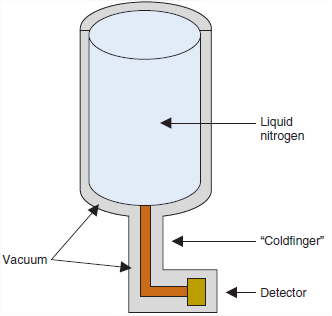 Liquid
nitrogen
“Coldfinger”
Vacuum
Detector